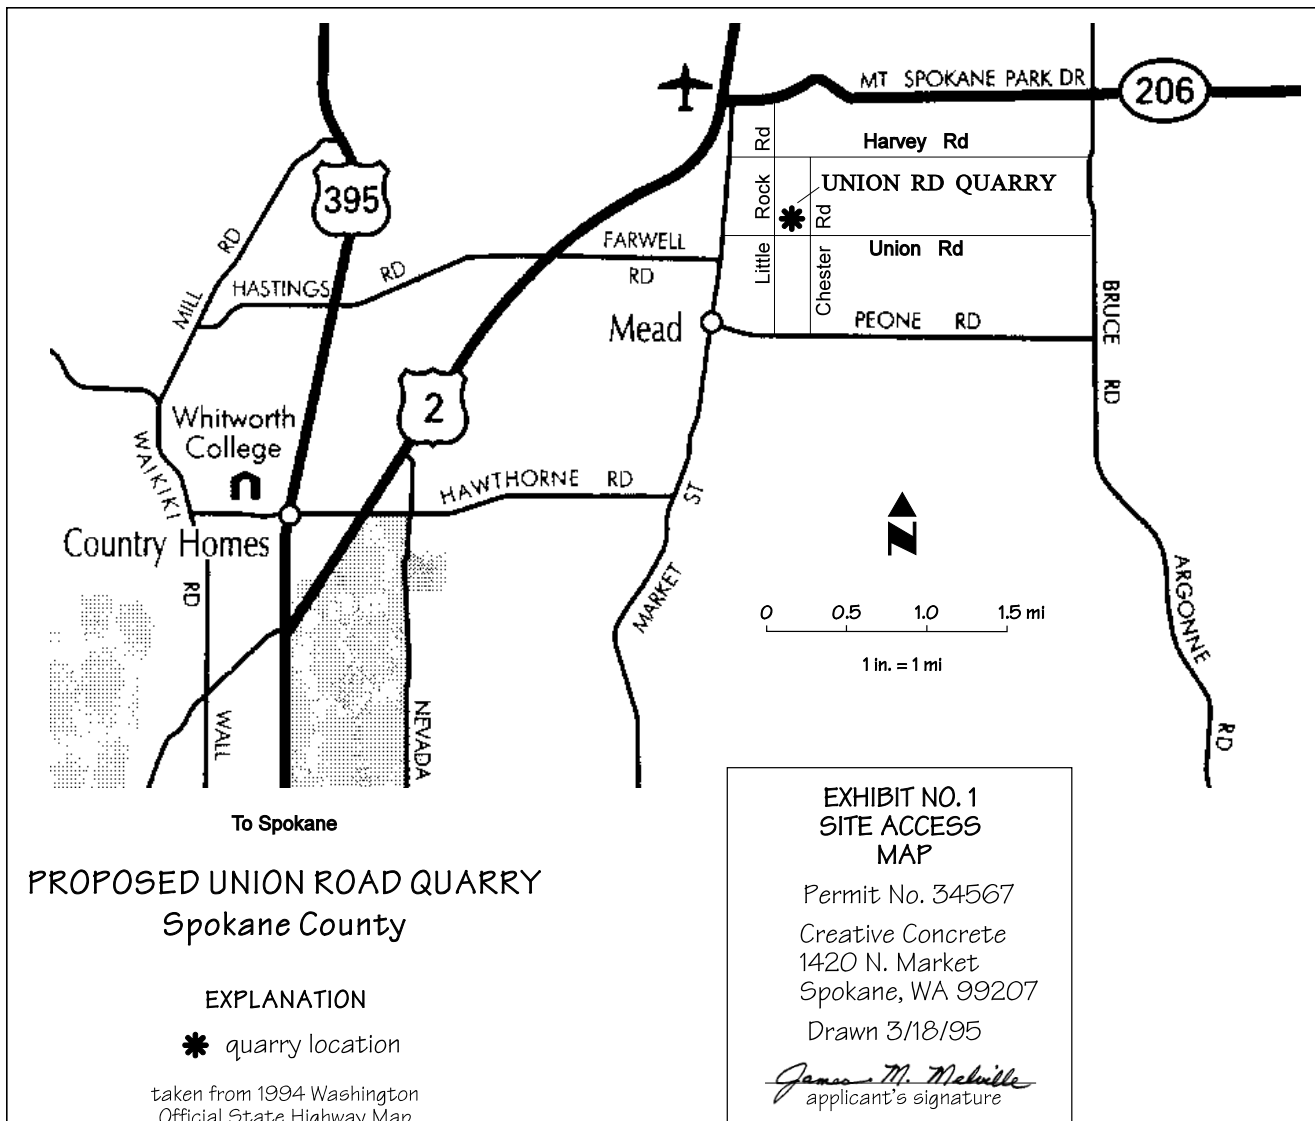 MT SPOKANE PARK DR
206
Harvey Rd
395
UNION RD QUARRY
Little Rock Rd
Chester Rd
Union Rd
FARWELL
RD
MILL RD
HASTINGS RD
Mead
PEONE RD
BRUCE RD
2
Whitworth
College
WAIKIKI RD
HAWTHORNE RD
Country Homes
MARKET ST
ARGONNE RD
WALL
NEVADA
0 0.5 1.0 1.5 mi
1 in. = 1 mi
To Spokane
PROPOSED UNION ROAD QUARRY
Spokane County
EXPLANATION
quarry location
taken from 1994 Washington
Official State Highway Map
EXHIBIT NO. 1
SITE ACCESS
MAP
Permit No. 34567
Creative Concrete
1420 N. Market
Spokane, WA 99207
Drawn 3/18/95
James M. Melville
applicant's signature
N